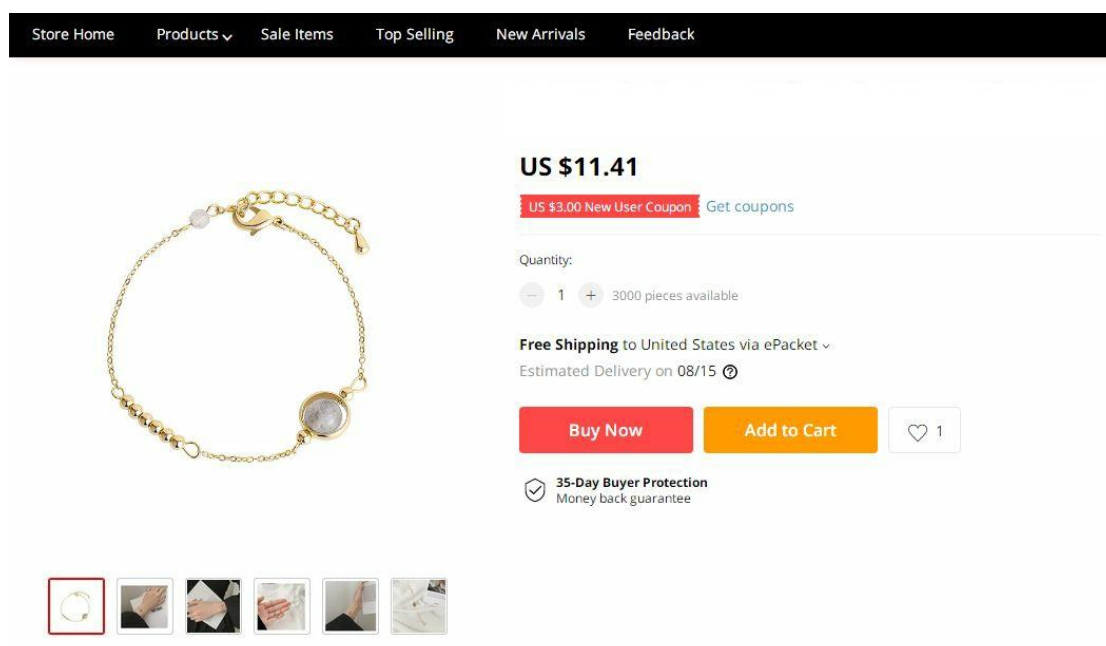 Store Home Products Sale Items Top Selling New Arrivals Feedback
US $11.41
US $3.00 New User Coupon Get coupons
Quantity:
1 + 3000 pieces available
Free Shipping to United States via ePacket
Estimated Delivery on 08/15
Buy Now Add to Cart 1
35-Day Buyer Protection
Money back guarantee